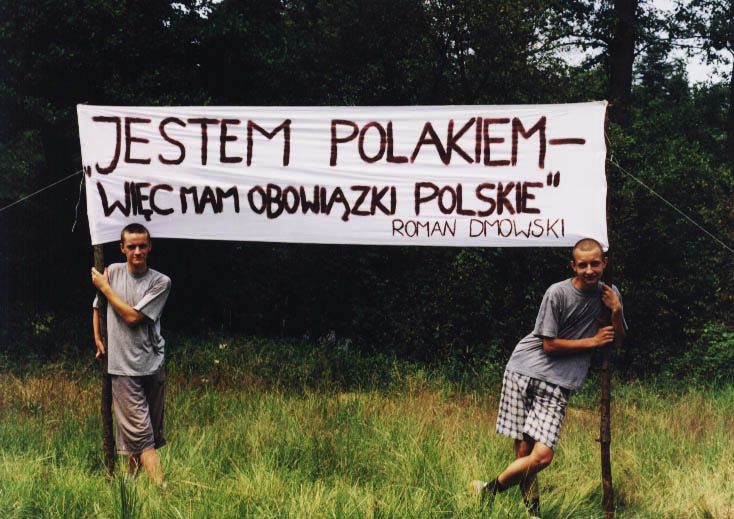 „JESTEM POLAKIEM—
WIĘC MAM OBOWIĄZKI POLSKIE"
ROMAN DMOWSKI